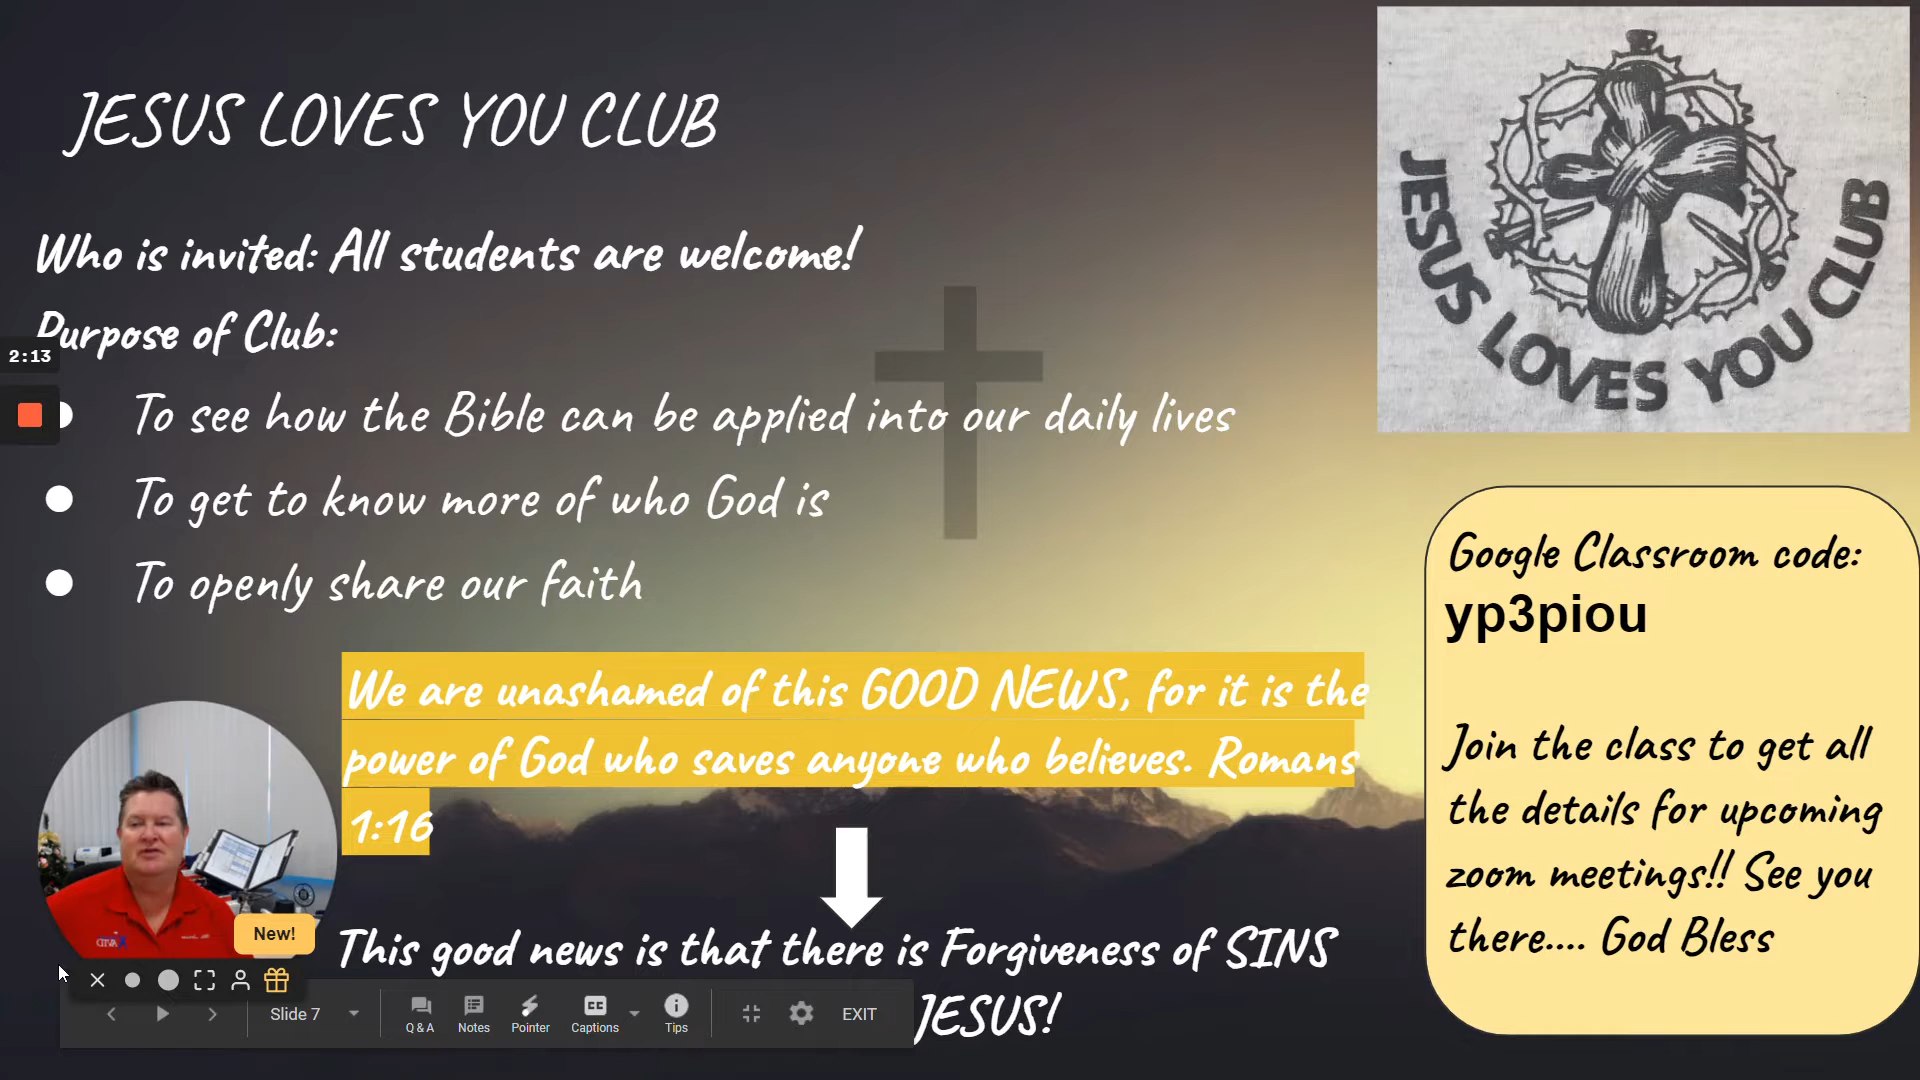 JESUS LOVES YOU CLUB
JESUS LOVES YOU CLUB
Who is invited: All students are welcome!
Purpose of Club:
2:13
To see how the Bible can be applied into our daily lives
To get to know more of who God is
To openly share our faith
Google Classroom code:
yp3piou
Join the class to get all
the details for upcoming
zoom meetings!! See you
there.... God Bless
We are unashamed of this GOOD NEWS, for it is the
power of God who saves anyone who believes. Romans
1:16
This good news is that there is Forgiveness of SINS
JESUS!
New!
Slide 7
Q & A
Notes
Pointer
Captions
Tips
EXIT